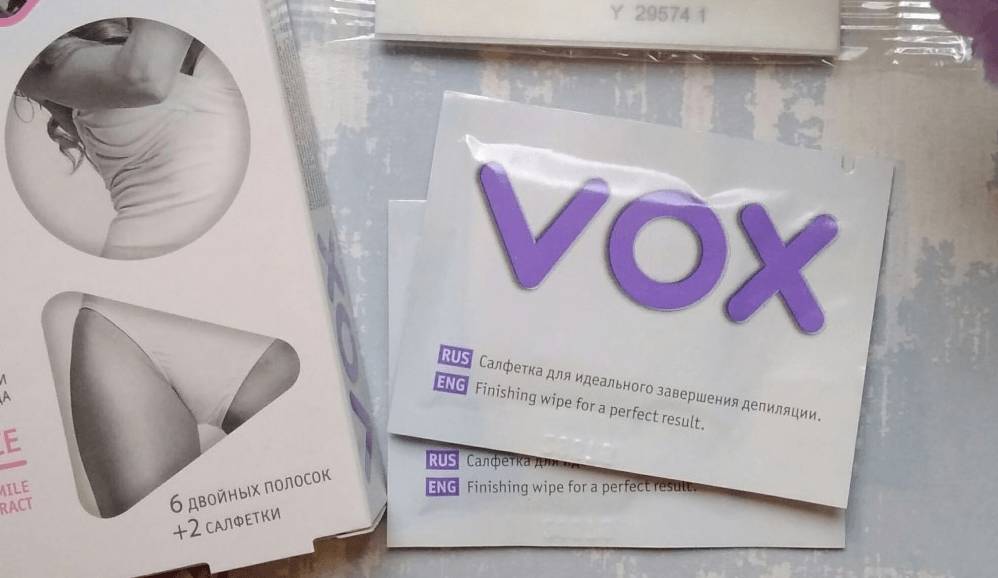 Y 29574 1
VOX
RUS Салфетка для идеального завершения депиляции.
ENG Finishing wipe for a perfect result.
RUS Салфетка для
ENG Finishing wipe for a perfect result.
6 ДВОЙНЫХ ПОЛОСОК
+2 САЛФЕТКИ
VOX